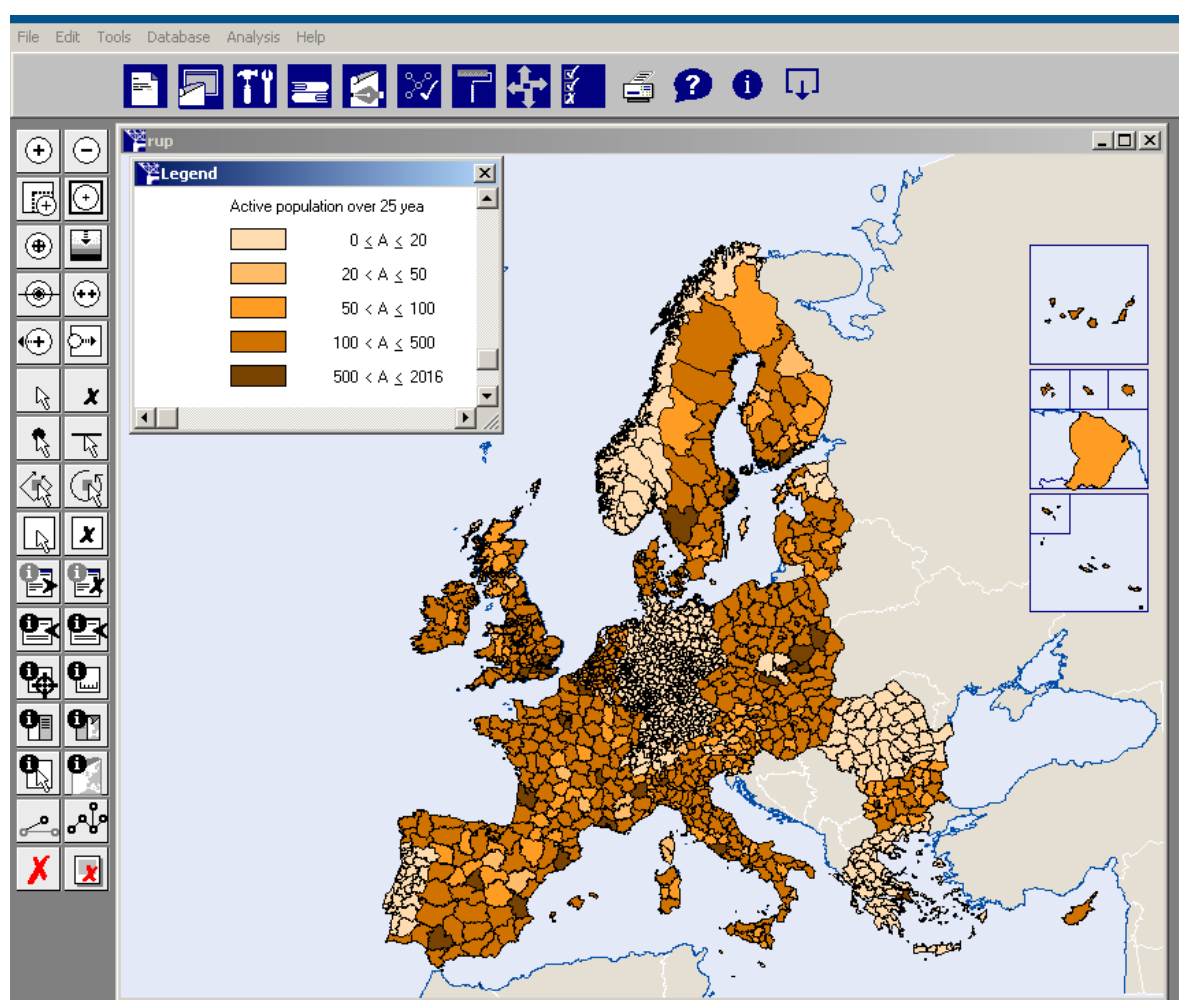 File Edit Tools Database Analysis Help
rup
Legend
Active population over 25 yea
0 ≤ A ≤ 20
20 < A ≤ 50
50 < A ≤ 100
100 < A ≤ 500
500 < A ≤ 2016